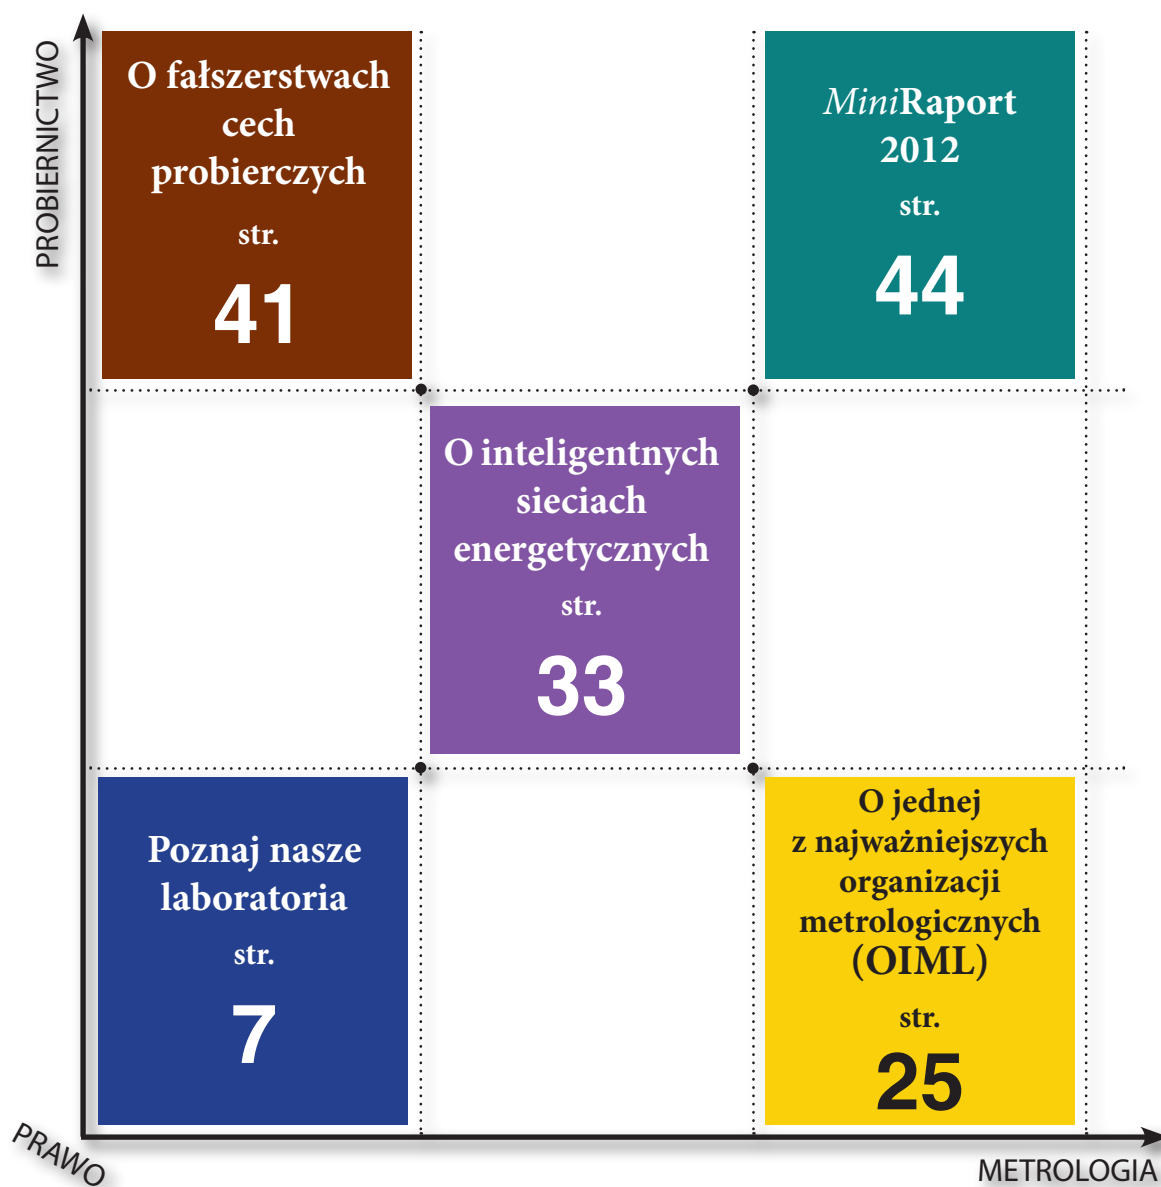 PROBIERNICTWO
O fałszerstwach
cech
probierczych
str.
41
MiniRaport
2012
str.
44
O inteligentnych
sieciach
energetycznych
str.
33
Poznaj nasze
laboratoria
str.
7
O jednej
z najważniejszych
organizacji
metrologicznych
(OIML)
str.
25
PRAWO
METROLOGIA